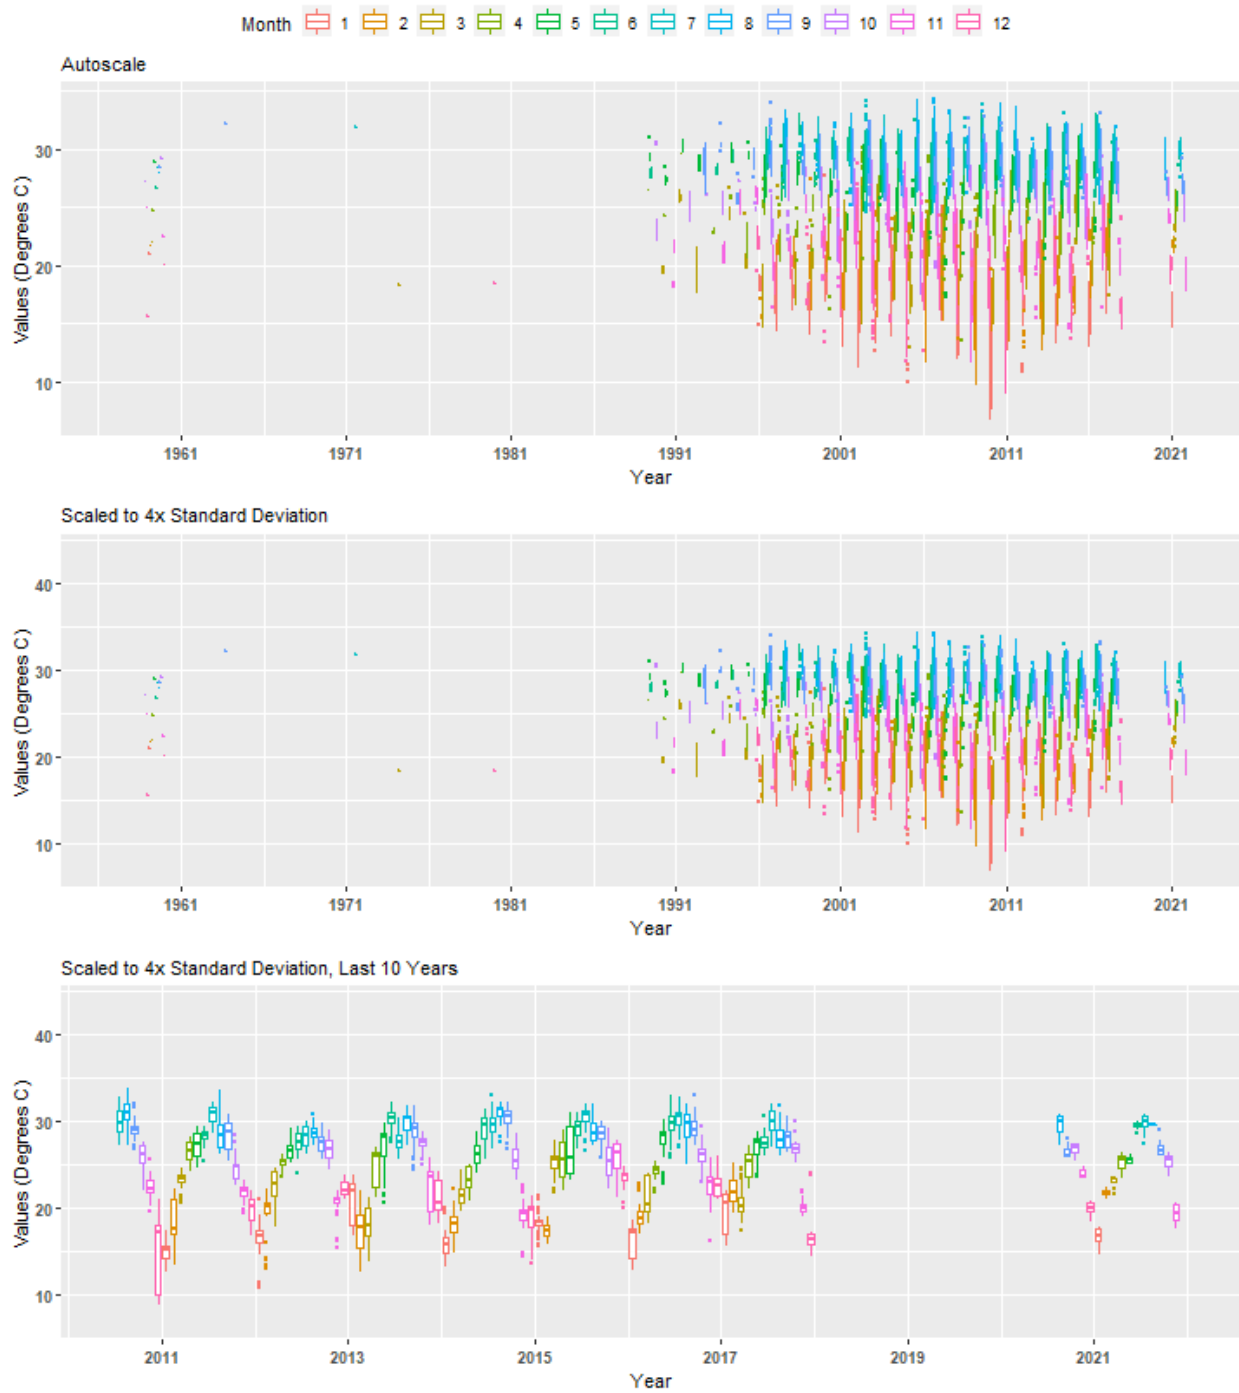 Month 1 2 3 4 5 6 7 8 9 10 11 12
Autoscale
Values (Degrees C)
30
20
10
1961 1971 1981 1991 2001 2011 2021
Year
Scaled to 4x Standard Deviation
Values (Degrees C)
40
30
20
10
1961 1971 1981 1991 2001 2011 2021
Year
Scaled to 4x Standard Deviation, Last 10 Years
Values (Degrees C)
40
30
20
10
2011 2013 2015 2017 2019 2021
Year